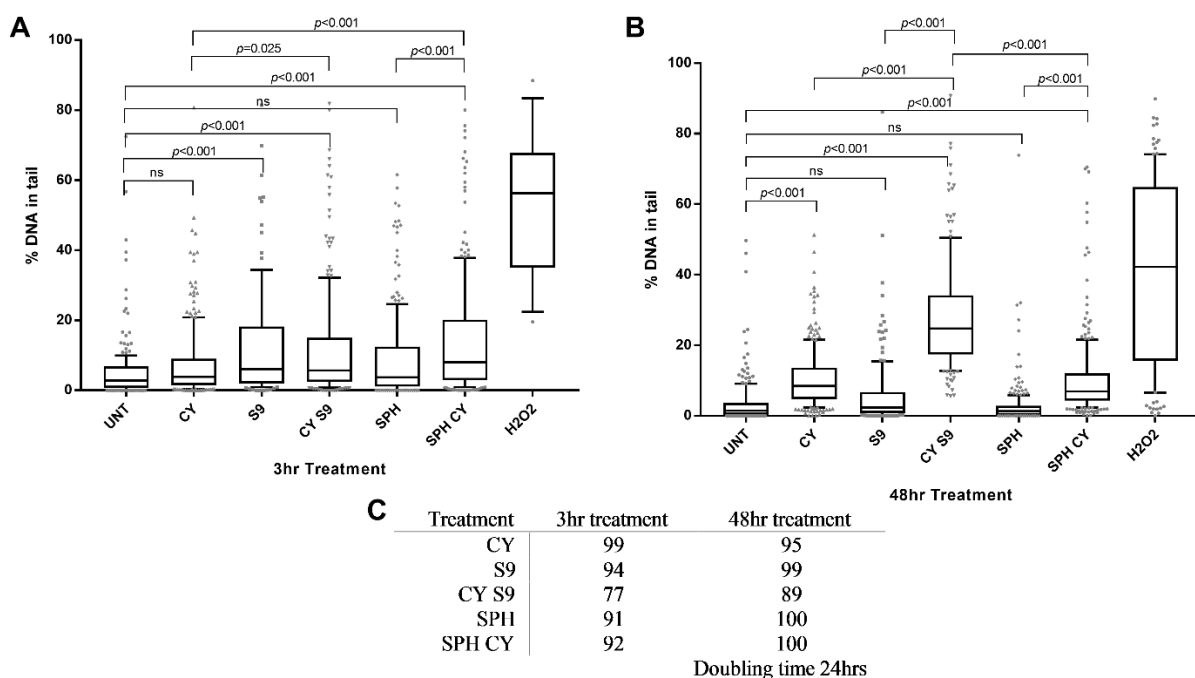 A
p<0.001
p=0.025
p<0.001
p<0.001
ns
p<0.001
p<0.001
ns
100
80
60
40
20
0
% DNA in tail
UNT
CY
S9
CY S9
SPH
SPH CY
H2O2
3hr Treatment
B
p<0.001
p<0.001
p<0.001
p<0.001
p<0.001
ns
p<0.001
ns
p<0.001
100
80
60
40
20
0
% DNA in tail
UNT
CY
S9
CY S9
SPH
SPH CY
H2O2
48hr Treatment
C
Treatment 3hr treatment 48hr treatment
CY 99 95
S9 94 99
CY S9 77 89
SPH 91 100
SPH CY 92 100
Doubling time 24hrs